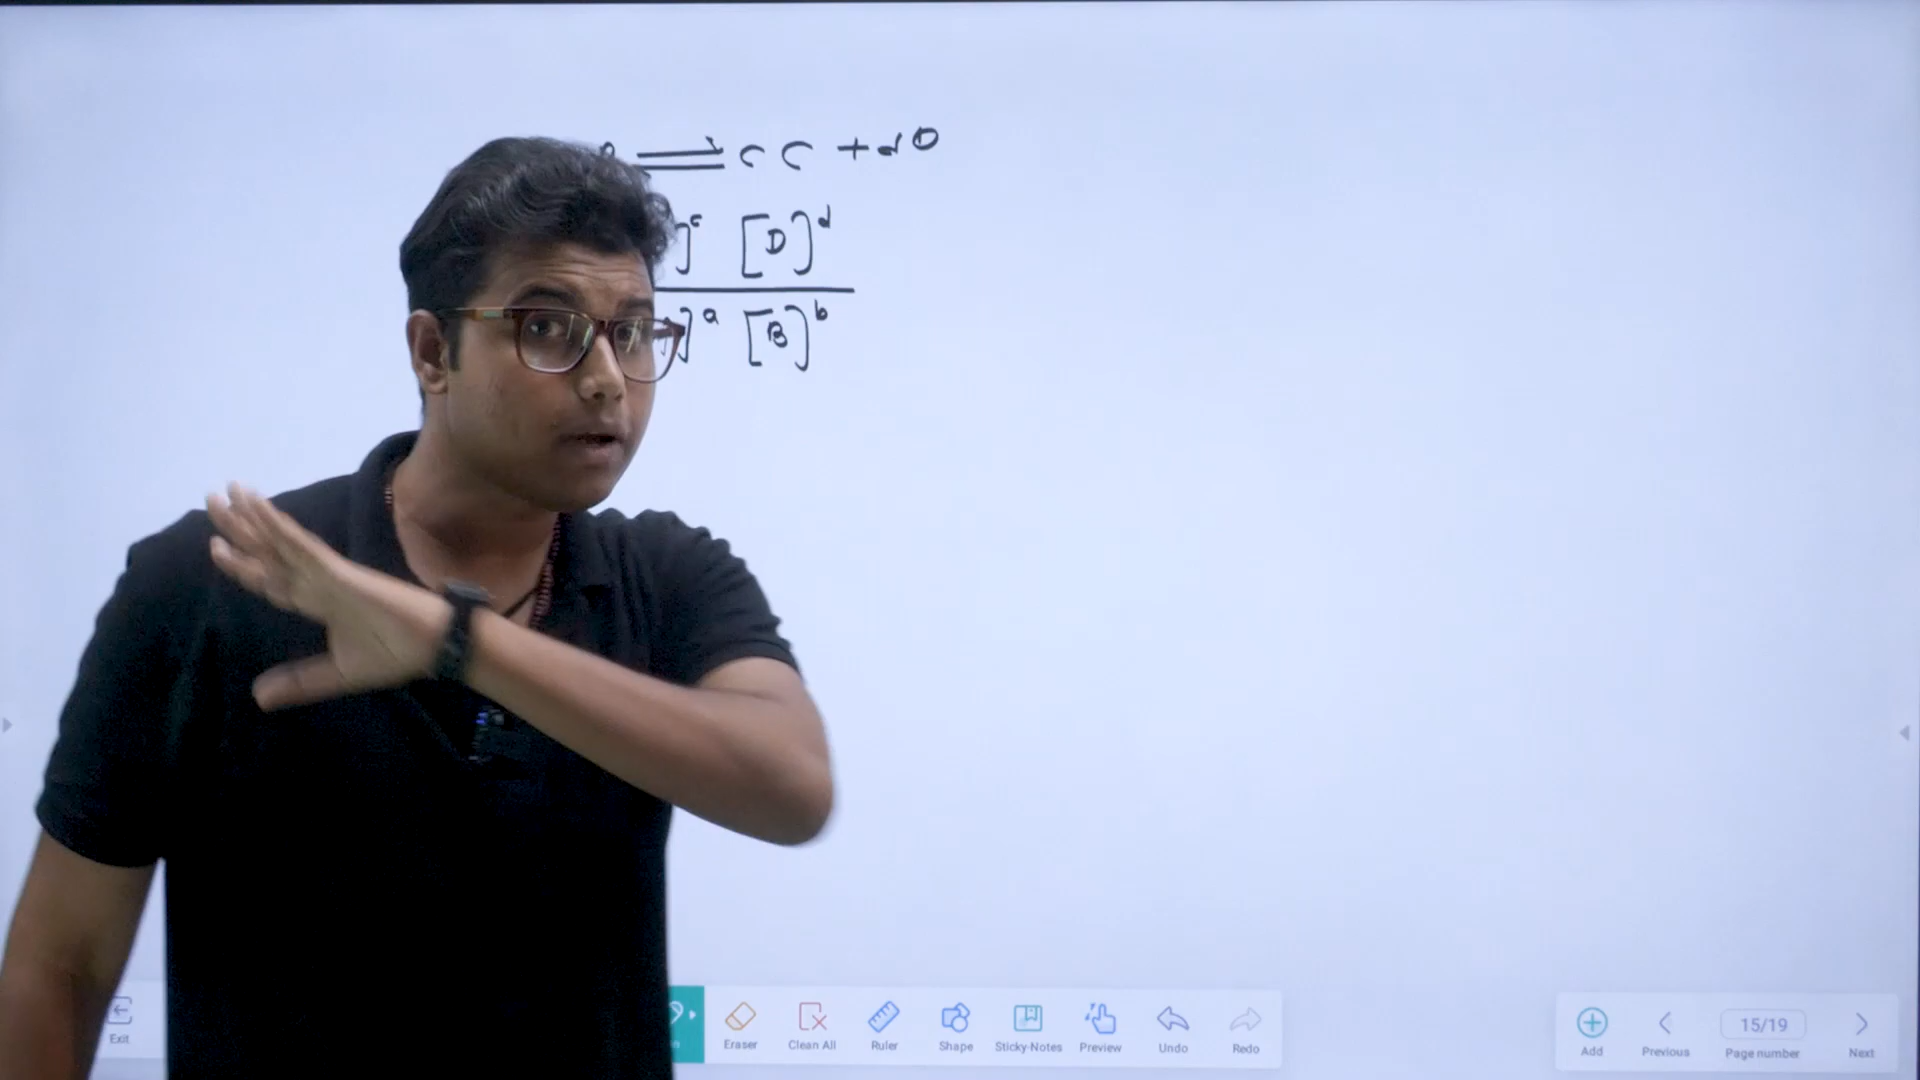 ⇌ c C + d D
]ᶜ [D]ᵈ
]ᵃ [B]ᵇ
Exit
Eraser
Clean All
Ruler
Shape
Sticky-Notes
Preview
Undo
Redo
Add
Previous
15/19
Page number
Next